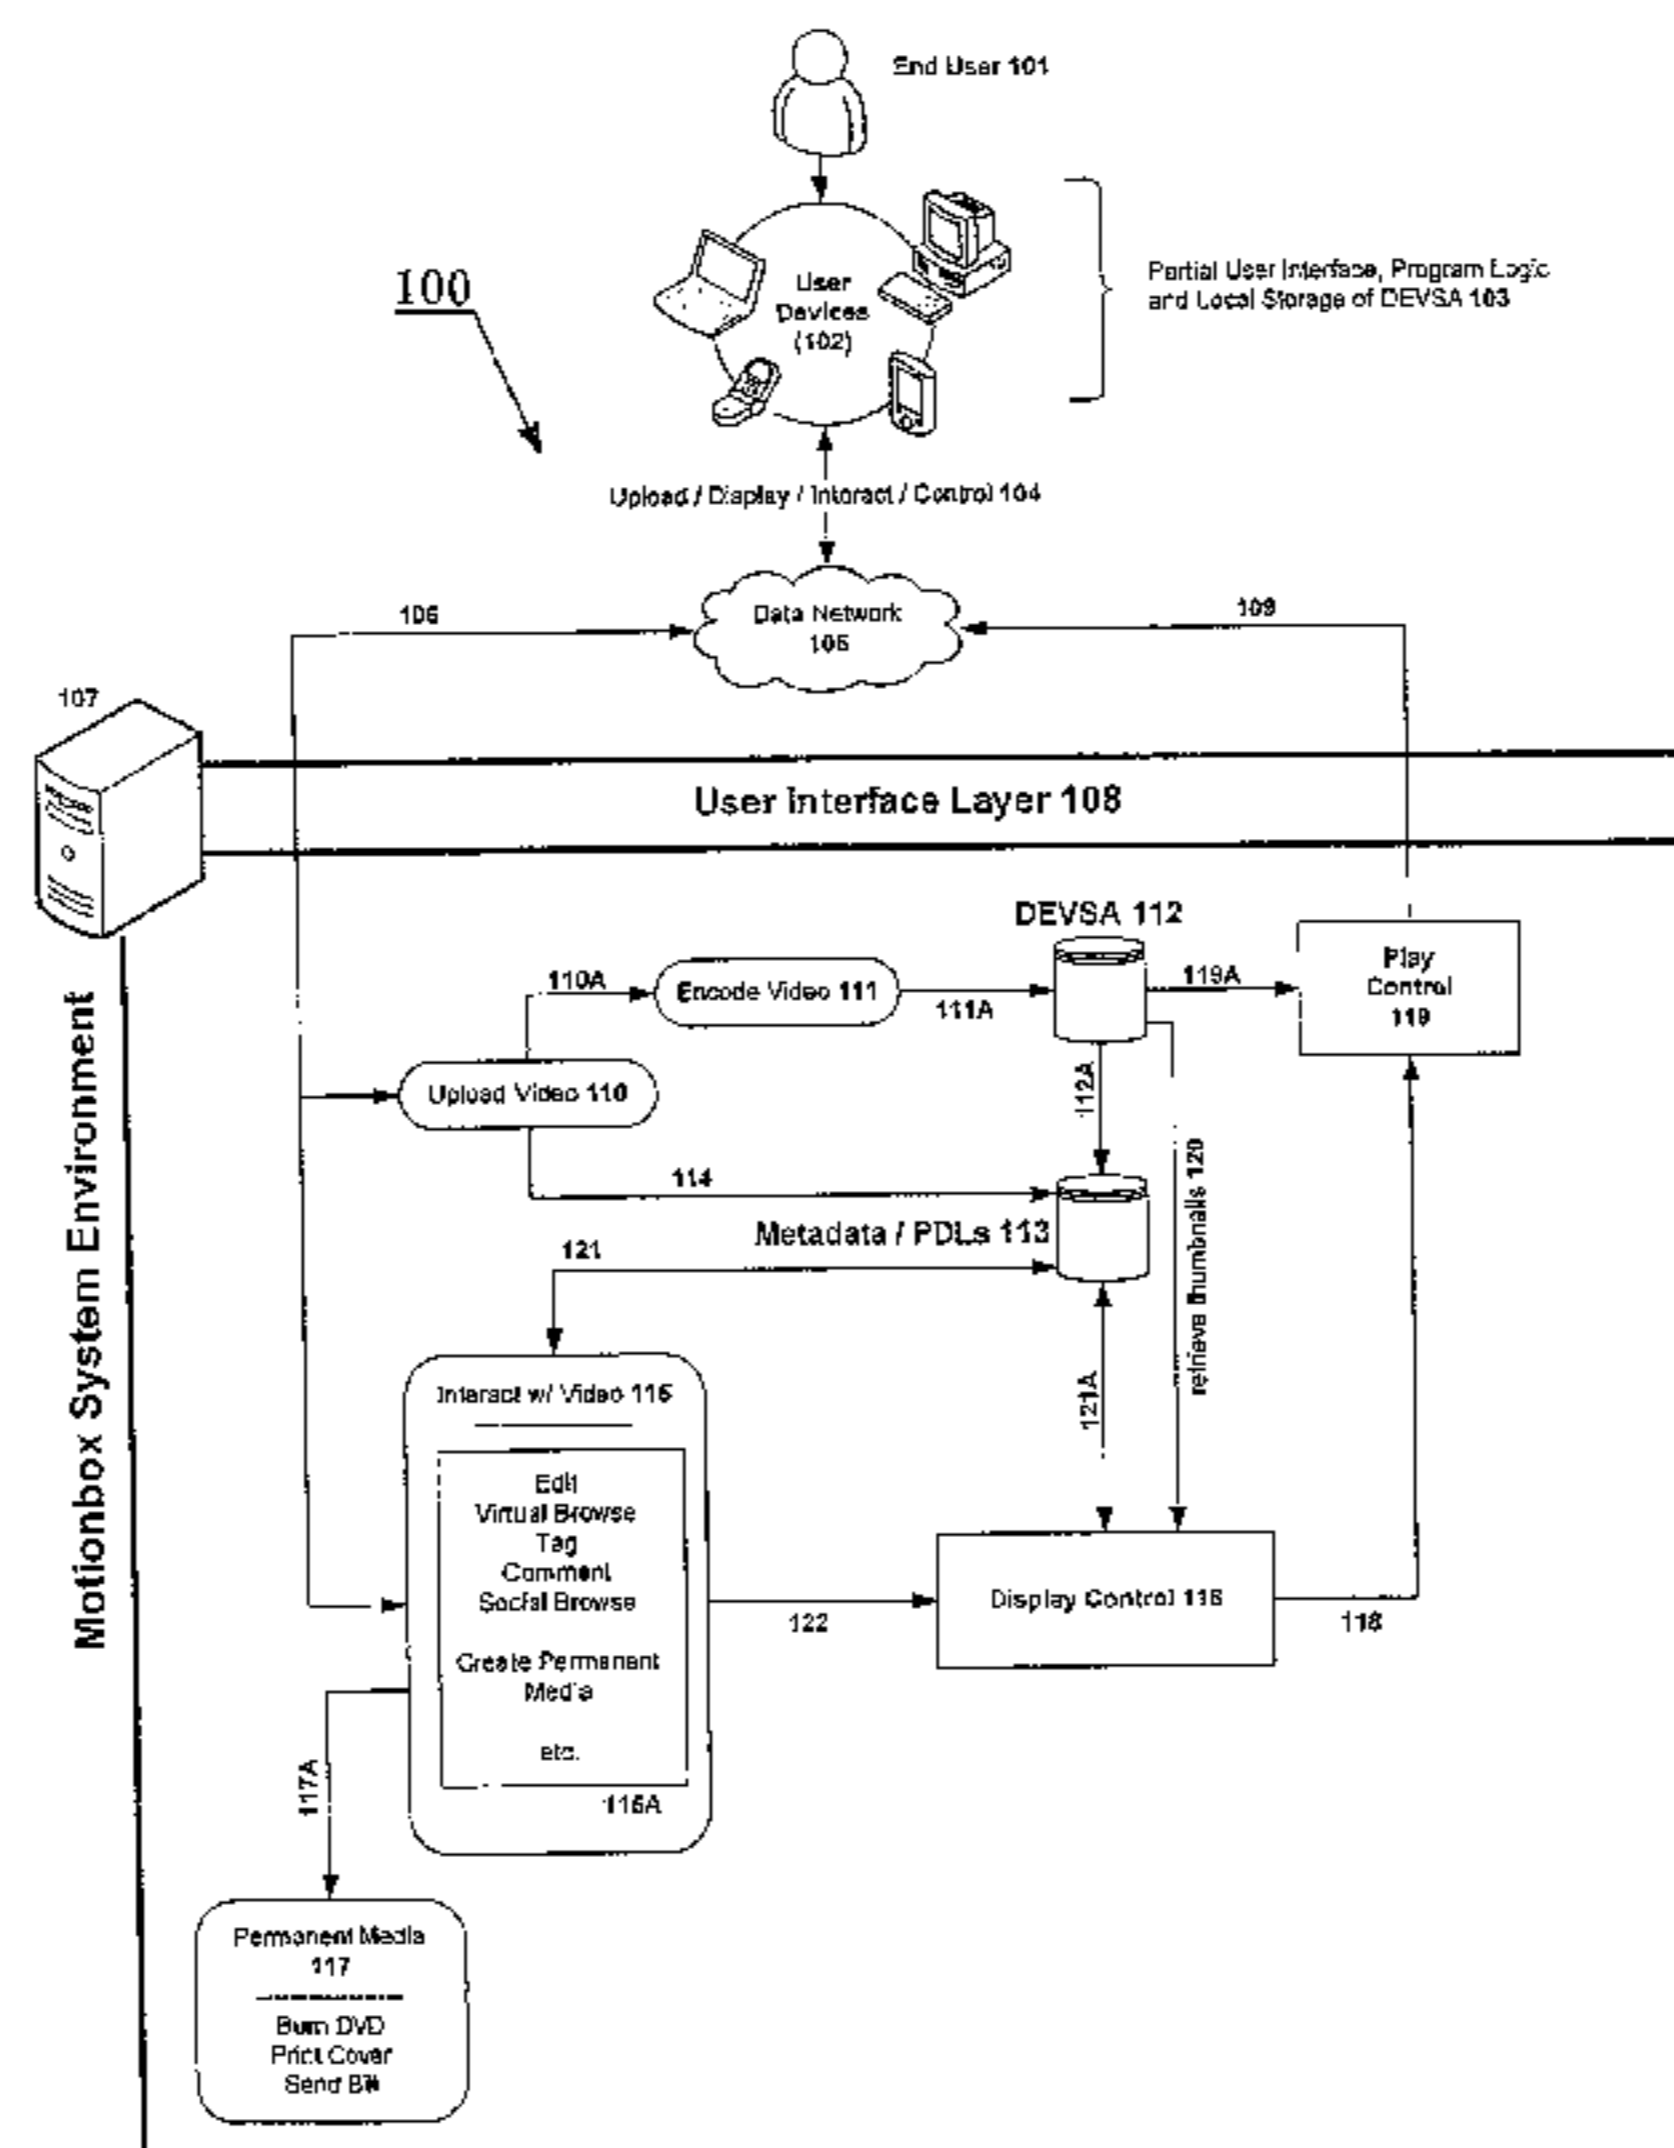 End User 101
100
User
Devices
(102)
Partial User Interface, Program Logic
and Local Storage of DEVSA 103
Upload / Display / Interact / Control 104
106
Data Network
105
109
107
User Interface Layer 108
Motionbox System Environment
DEVSA 112
110A
Encode Video 111
111A
119A
Play
Control
119
Upload Video 110
112A
114
Metadata / PDLs 113
121
retrieve thumbnails 120
121A
Interact w/ Video 115
Edit
Virtual Browse
Tag
Comment
Social Browse
Create Permanent
Media
etc.
115A
122
Display Control 116
118
117A
Permanent Media
117
Burn DVD
Print Cover
Send Bill